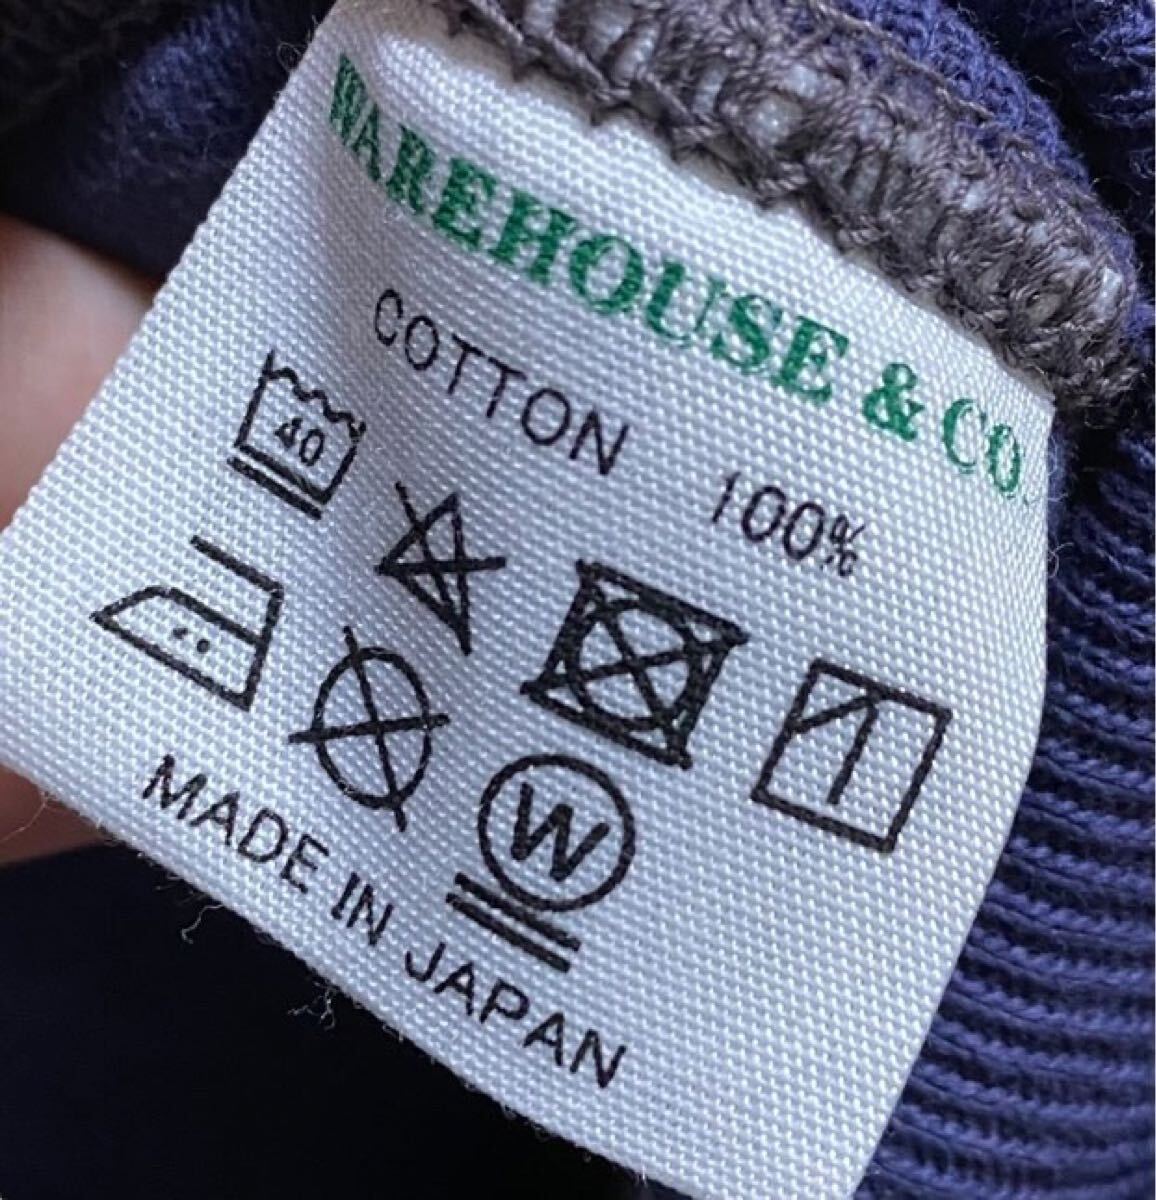 WAREHOUSE & CO.
COTTON 100%
40
W
MADE IN JAPAN